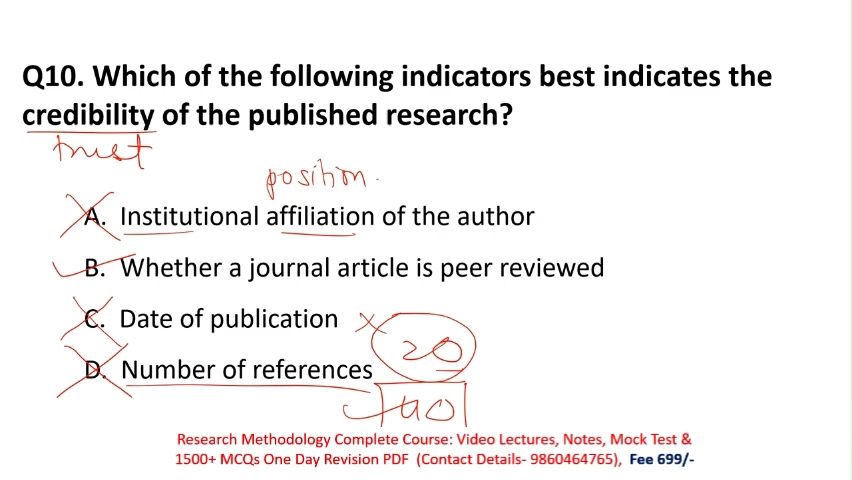 Q10. Which of the following indicators best indicates the
credibility of the published research?
trust
position.
A. Institutional affiliation of the author
B. Whether a journal article is peer reviewed
C. Date of publication
20
D. Number of references
40
Research Methodology Complete Course: Video Lectures, Notes, Mock Test &
1500+ MCQs One Day Revision PDF (Contact Details- 9860464765), Fee 699/-